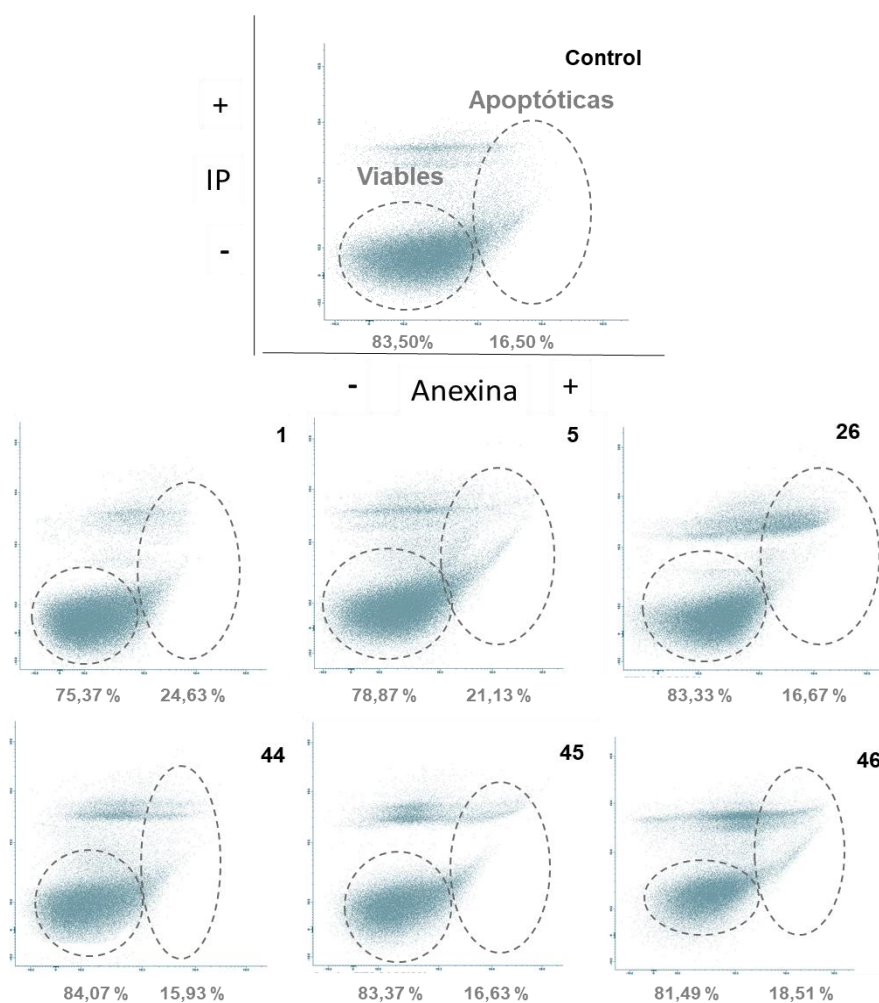 Control
+
Apoptóticas
IP
Viables
-
83,50% 16,50 %
- Anexina +
1 5 26
75,37 % 24,63 % 78,87 % 21,13 % 83,33 % 16,67 %
44 45 46
84,07 % 15,93 % 83,37 % 16,63 % 81,49 % 18,51 %